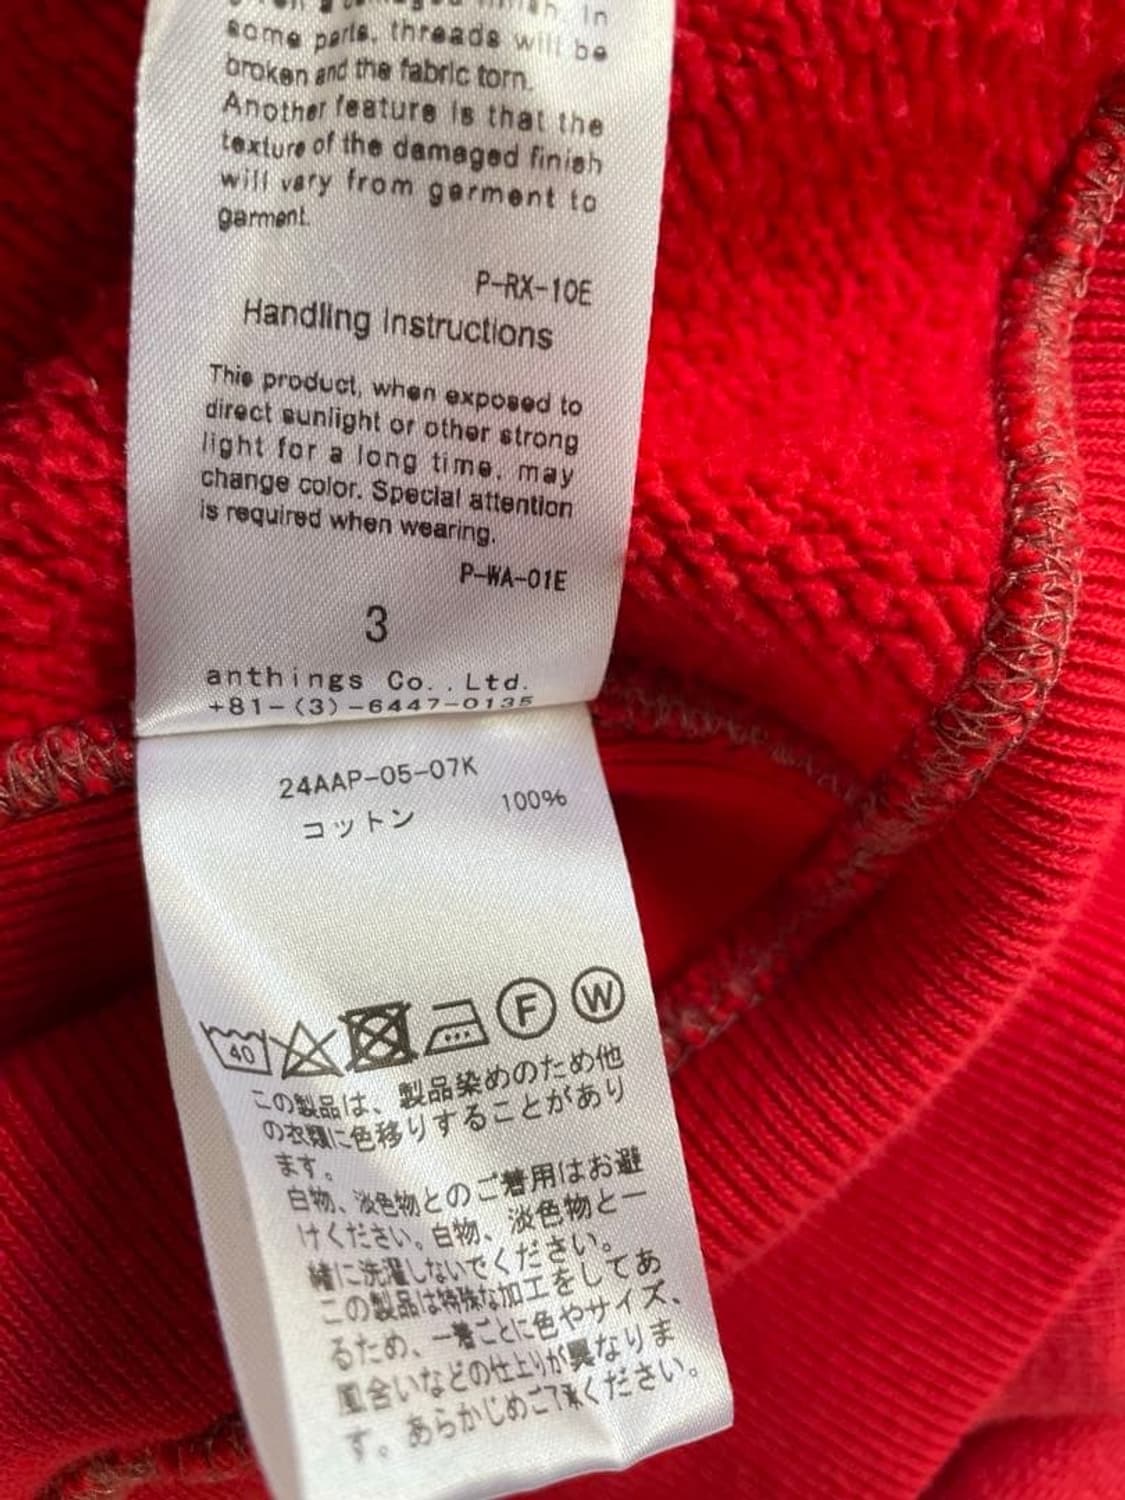 damaged finish. In
some parts, threads will be
broken and the fabric torn.
Another feature is that the
texture of the damaged finish
will vary from garment to
garment.
P-RX-10E
Handling Instructions
This product, when exposed to
direct sunlight or other strong
light for a long time, may
change color. Special attention
is required when wearing.
P-WA-01E
3
anthings Co.,Ltd.
+81-(3)-6447-0135
24AAP-05-07K
コットン 100%
40 F W
この製品は、製品染めのため他
の衣類に色移りすることがあり
ます。
白物、淡色物とのご着用はお避
けください。白物、淡色物と一
緒に洗濯しないでください。
この製品は特殊な加工をしてあ
るため、一着ごとに色やサイズ、
風合いなどの仕上りが異なりま
す。あらかじめご了承ください。